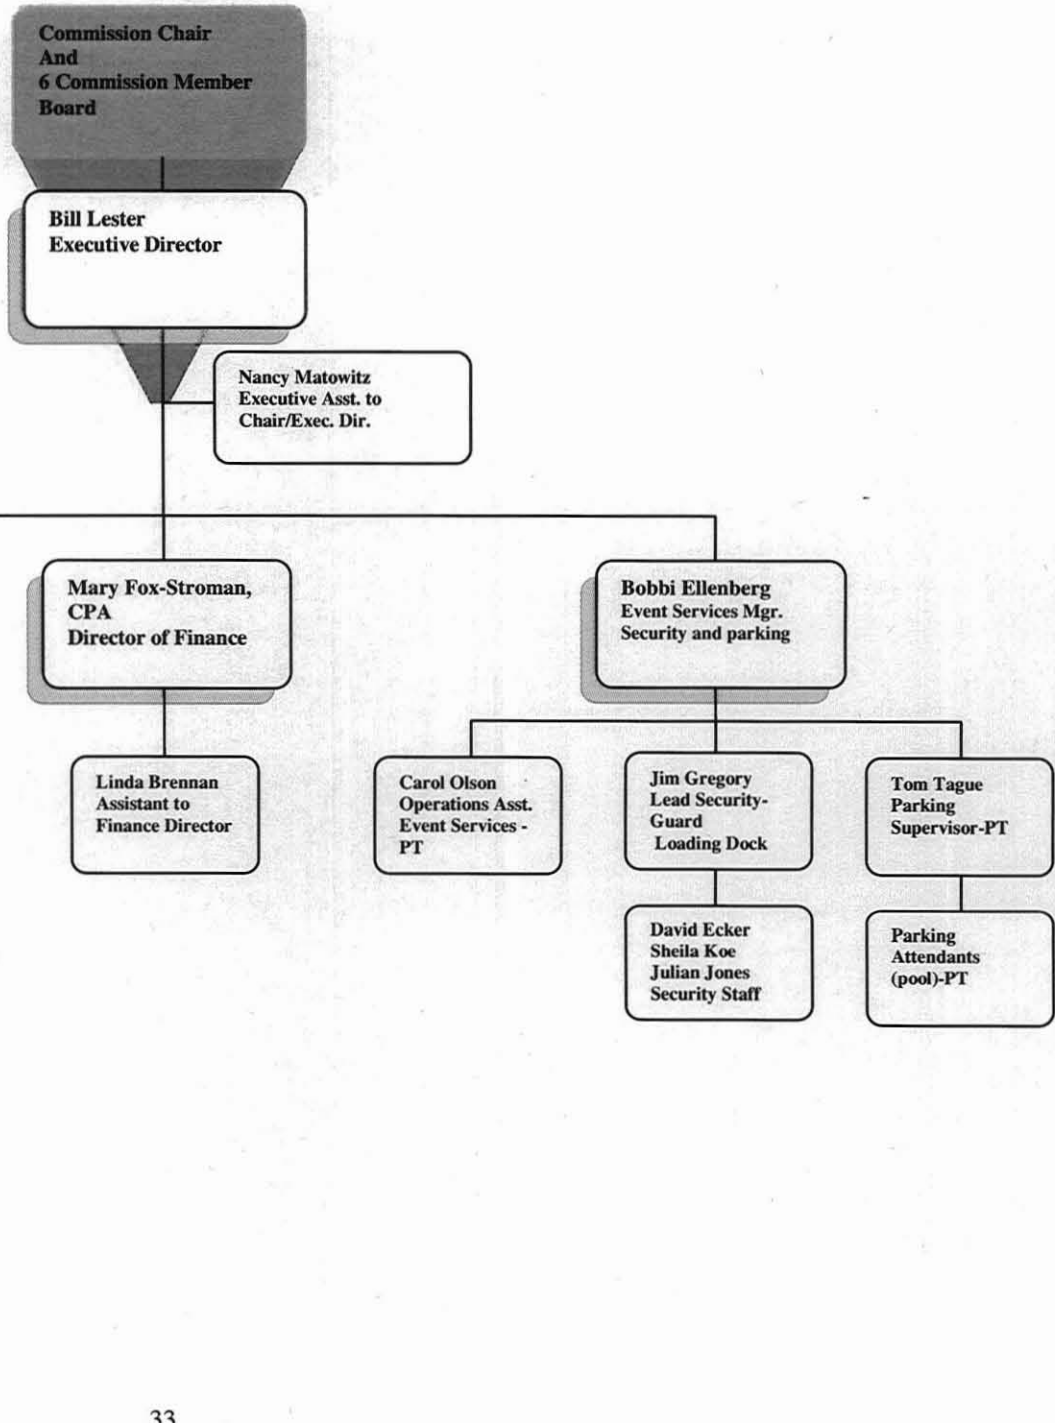 Commission Chair
And
6 Commission Member
Board
Bill Lester
Executive Director
Nancy Matowitz
Executive Asst. to
Chair/Exec. Dir.
Mary Fox-Stroman,
CPA
Director of Finance
Bobbi Ellenberg
Event Services Mgr.
Security and parking
Linda Brennan
Assistant to
Finance Director
Carol Olson
Operations Asst.
Event Services -
PT
Jim Gregory
Lead Security-
Guard
Loading Dock
Tom Tague
Parking
Supervisor-PT
David Ecker
Sheila Koe
Julian Jones
Security Staff
Parking
Attendants
(pool)-PT
33